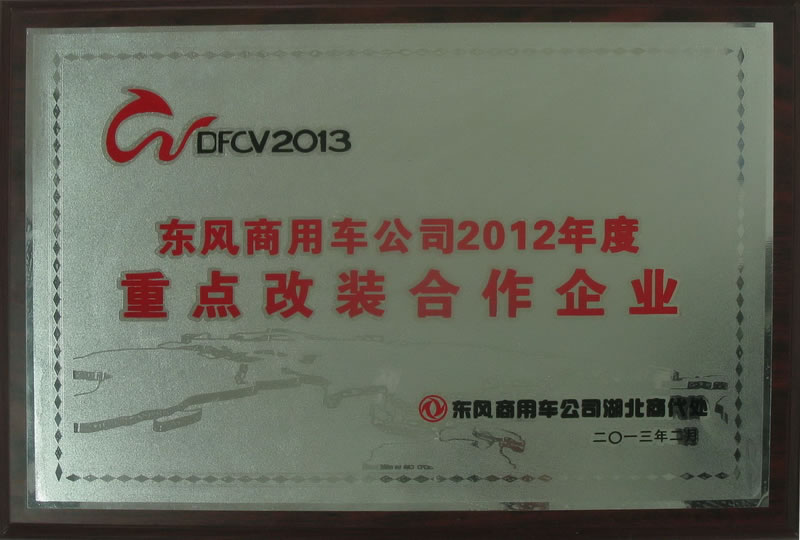 DFCV2013
东风商用车公司2012年度
重点改装合作企业
东风商用车公司湖北商代处
二〇一三年二月